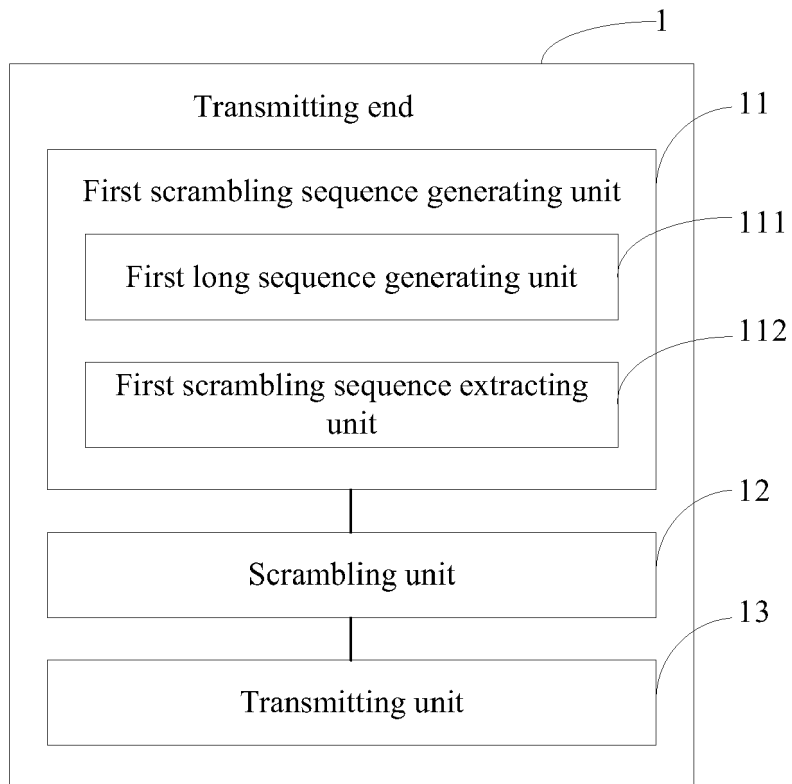 1
Transmitting end
11
First scrambling sequence generating unit
111
First long sequence generating unit
112
First scrambling sequence extracting
unit
12
Scrambling unit
13
Transmitting unit